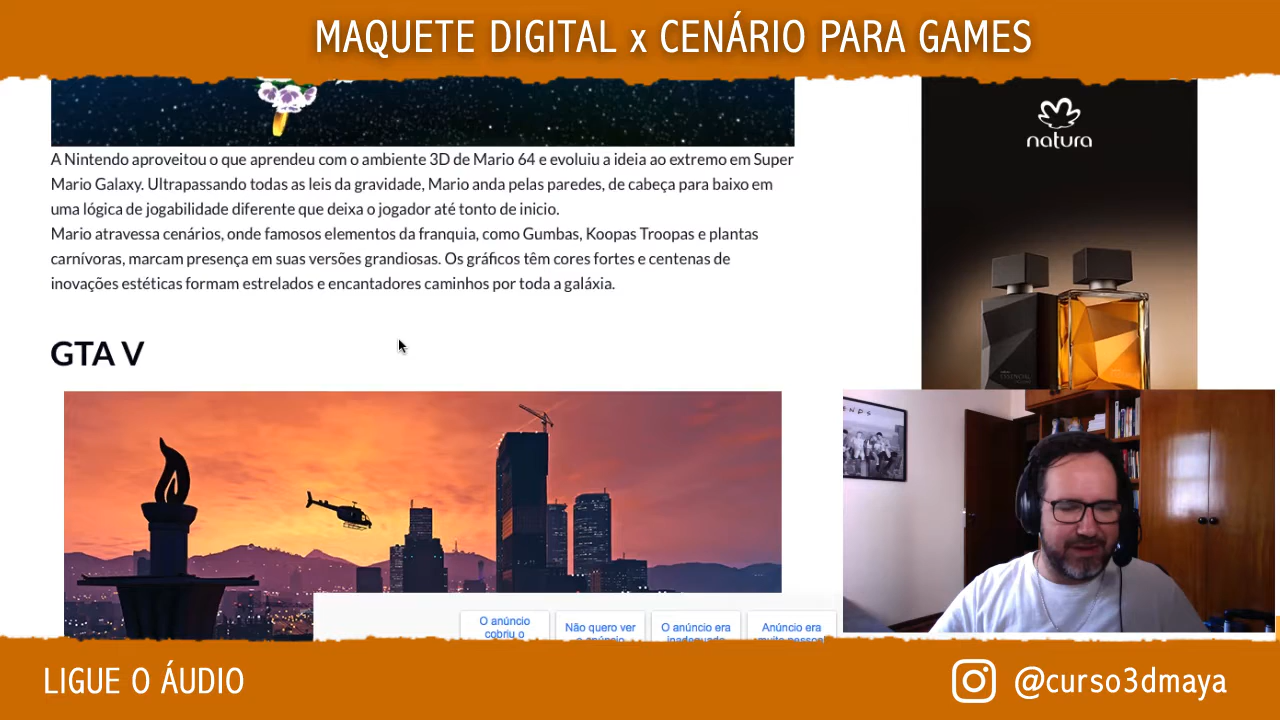 MAQUETE DIGITAL x CENÁRIO PARA GAMES
natura
A Nintendo aproveitou o que aprendeu com o ambiente 3D de Mario 64 e evoluiu a ideia ao extremo em Super
Mario Galaxy. Ultrapassando todas as leis da gravidade, Mario anda pelas paredes, de cabeça para baixo em
uma lógica de jogabilidade diferente que deixa o jogador até tonto de inicio.
Mario atravessa cenários, onde famosos elementos da franquia, como Gumbas, Koopas Troopas e plantas
carnívoras, marcam presença em suas versões grandiosas. Os gráficos têm cores fortes e centenas de
inovações estéticas formam estrelados e encantadores caminhos por toda a galáxia.
GTA V
O anúncio
cobriu o
Não quero ver
O anúncio era
Anúncio era
LIGUE O ÁUDIO
@curso3dmaya